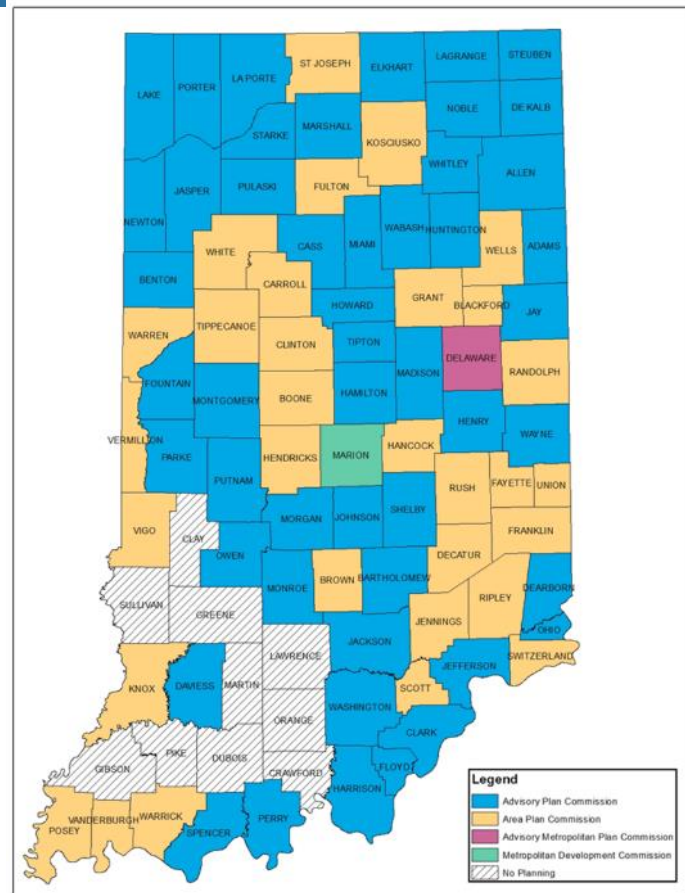 ST JOSEPH
ELKHART
LAGRANGE
STEUBEN
LAKE
PORTER
LA PORTE
NOBLE
DE KALB
STARKE
MARSHALL
KOSCIUSKO
WHITLEY
ALLEN
NEWTON
JASPER
PULASKI
FULTON
WABASH
HUNTINGTON
MIAMI
CASS
WHITE
WELLS
ADAMS
BENTON
CARROLL
GRANT
BLACKFORD
HOWARD
JAY
WARREN
TIPPECANOE
CLINTON
TIPTON
MADISON
DELAWARE
RANDOLPH
FOUNTAIN
MONTGOMERY
BOONE
HAMILTON
HENRY
WAYNE
VERMILLION
PARKE
PUTNAM
HENDRICKS
MARION
HANCOCK
RUSH
FAYETTE
UNION
VIGO
CLAY
OWEN
MORGAN
JOHNSON
SHELBY
DECATUR
FRANKLIN
SULLIVAN
GREENE
MONROE
BROWN
BARTHOLOMEW
JENNINGS
RIPLEY
DEARBORN
OHIO
LAWRENCE
JACKSON
JEFFERSON
SWITZERLAND
KNOX
DAVIESS
MARTIN
ORANGE
WASHINGTON
SCOTT
CLARK
GIBSON
PIKE
DUBOIS
CRAWFORD
HARRISON
FLOYD
POSEY
VANDERBURGH
WARRICK
SPENCER
PERRY
Legend
Advisory Plan Commission
Area Plan Commission
Advisory Metropolitan Plan Commission
Metropolitan Development Commission
No Planning